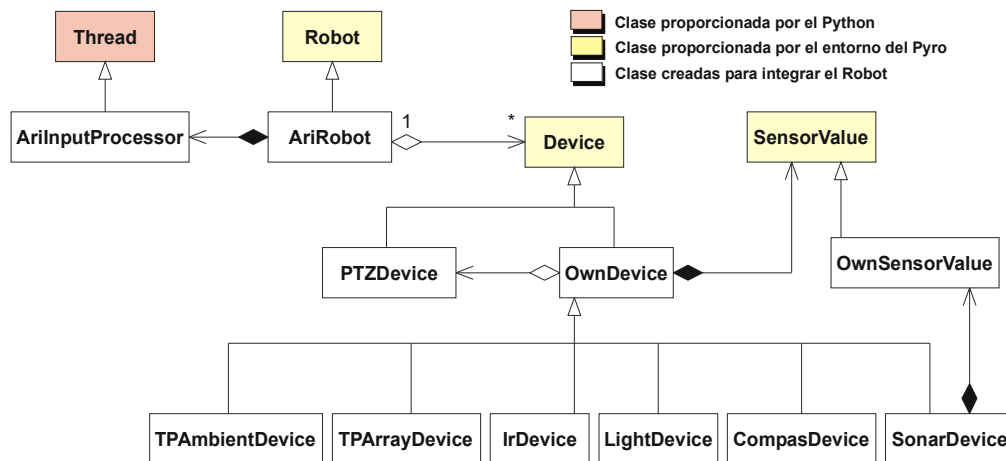 Thread
Robot
Clase proporcionada por el Python
Clase proporcionada por el entorno del Pyro
Clase creadas para integrar el Robot
AriInputProcessor
AriRobot
1
*
Device
SensorValue
PTZDevice
OwnDevice
OwnSensorValue
TPAmbientDevice
TPArrayDevice
IrDevice
LightDevice
CompasDevice
SonarDevice